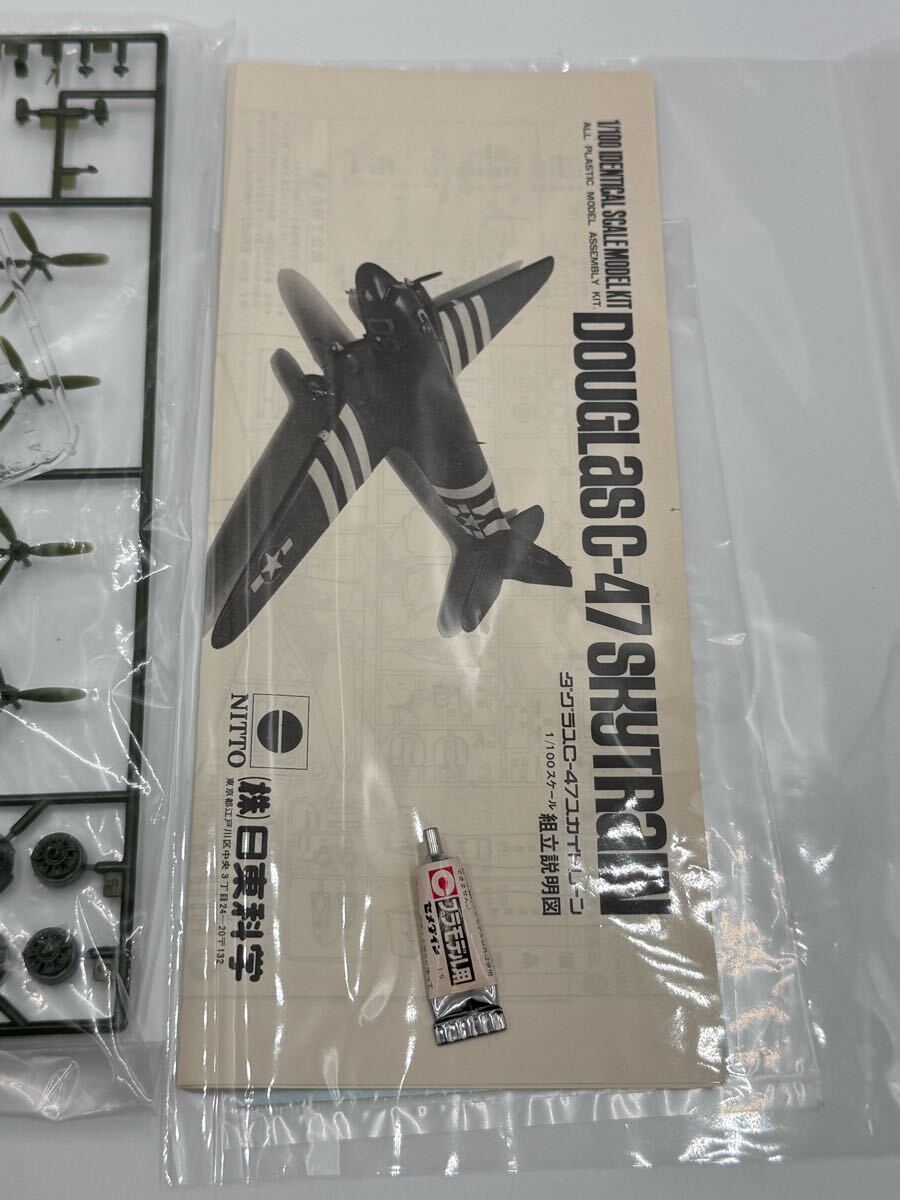 1/100 IDENTICAL SCALE MODEL KIT
ALL PLASTIC MODEL ASSEMBLY KIT.
DOUGLAS C-47 SKYTRAIN
ダグラスC-47スカイトレーン
1/100スケール 組立説明図
NITTO
(株)日東科学
東京都江戸川区中央3丁目24-20〒132
プラモデル用
セメダイン